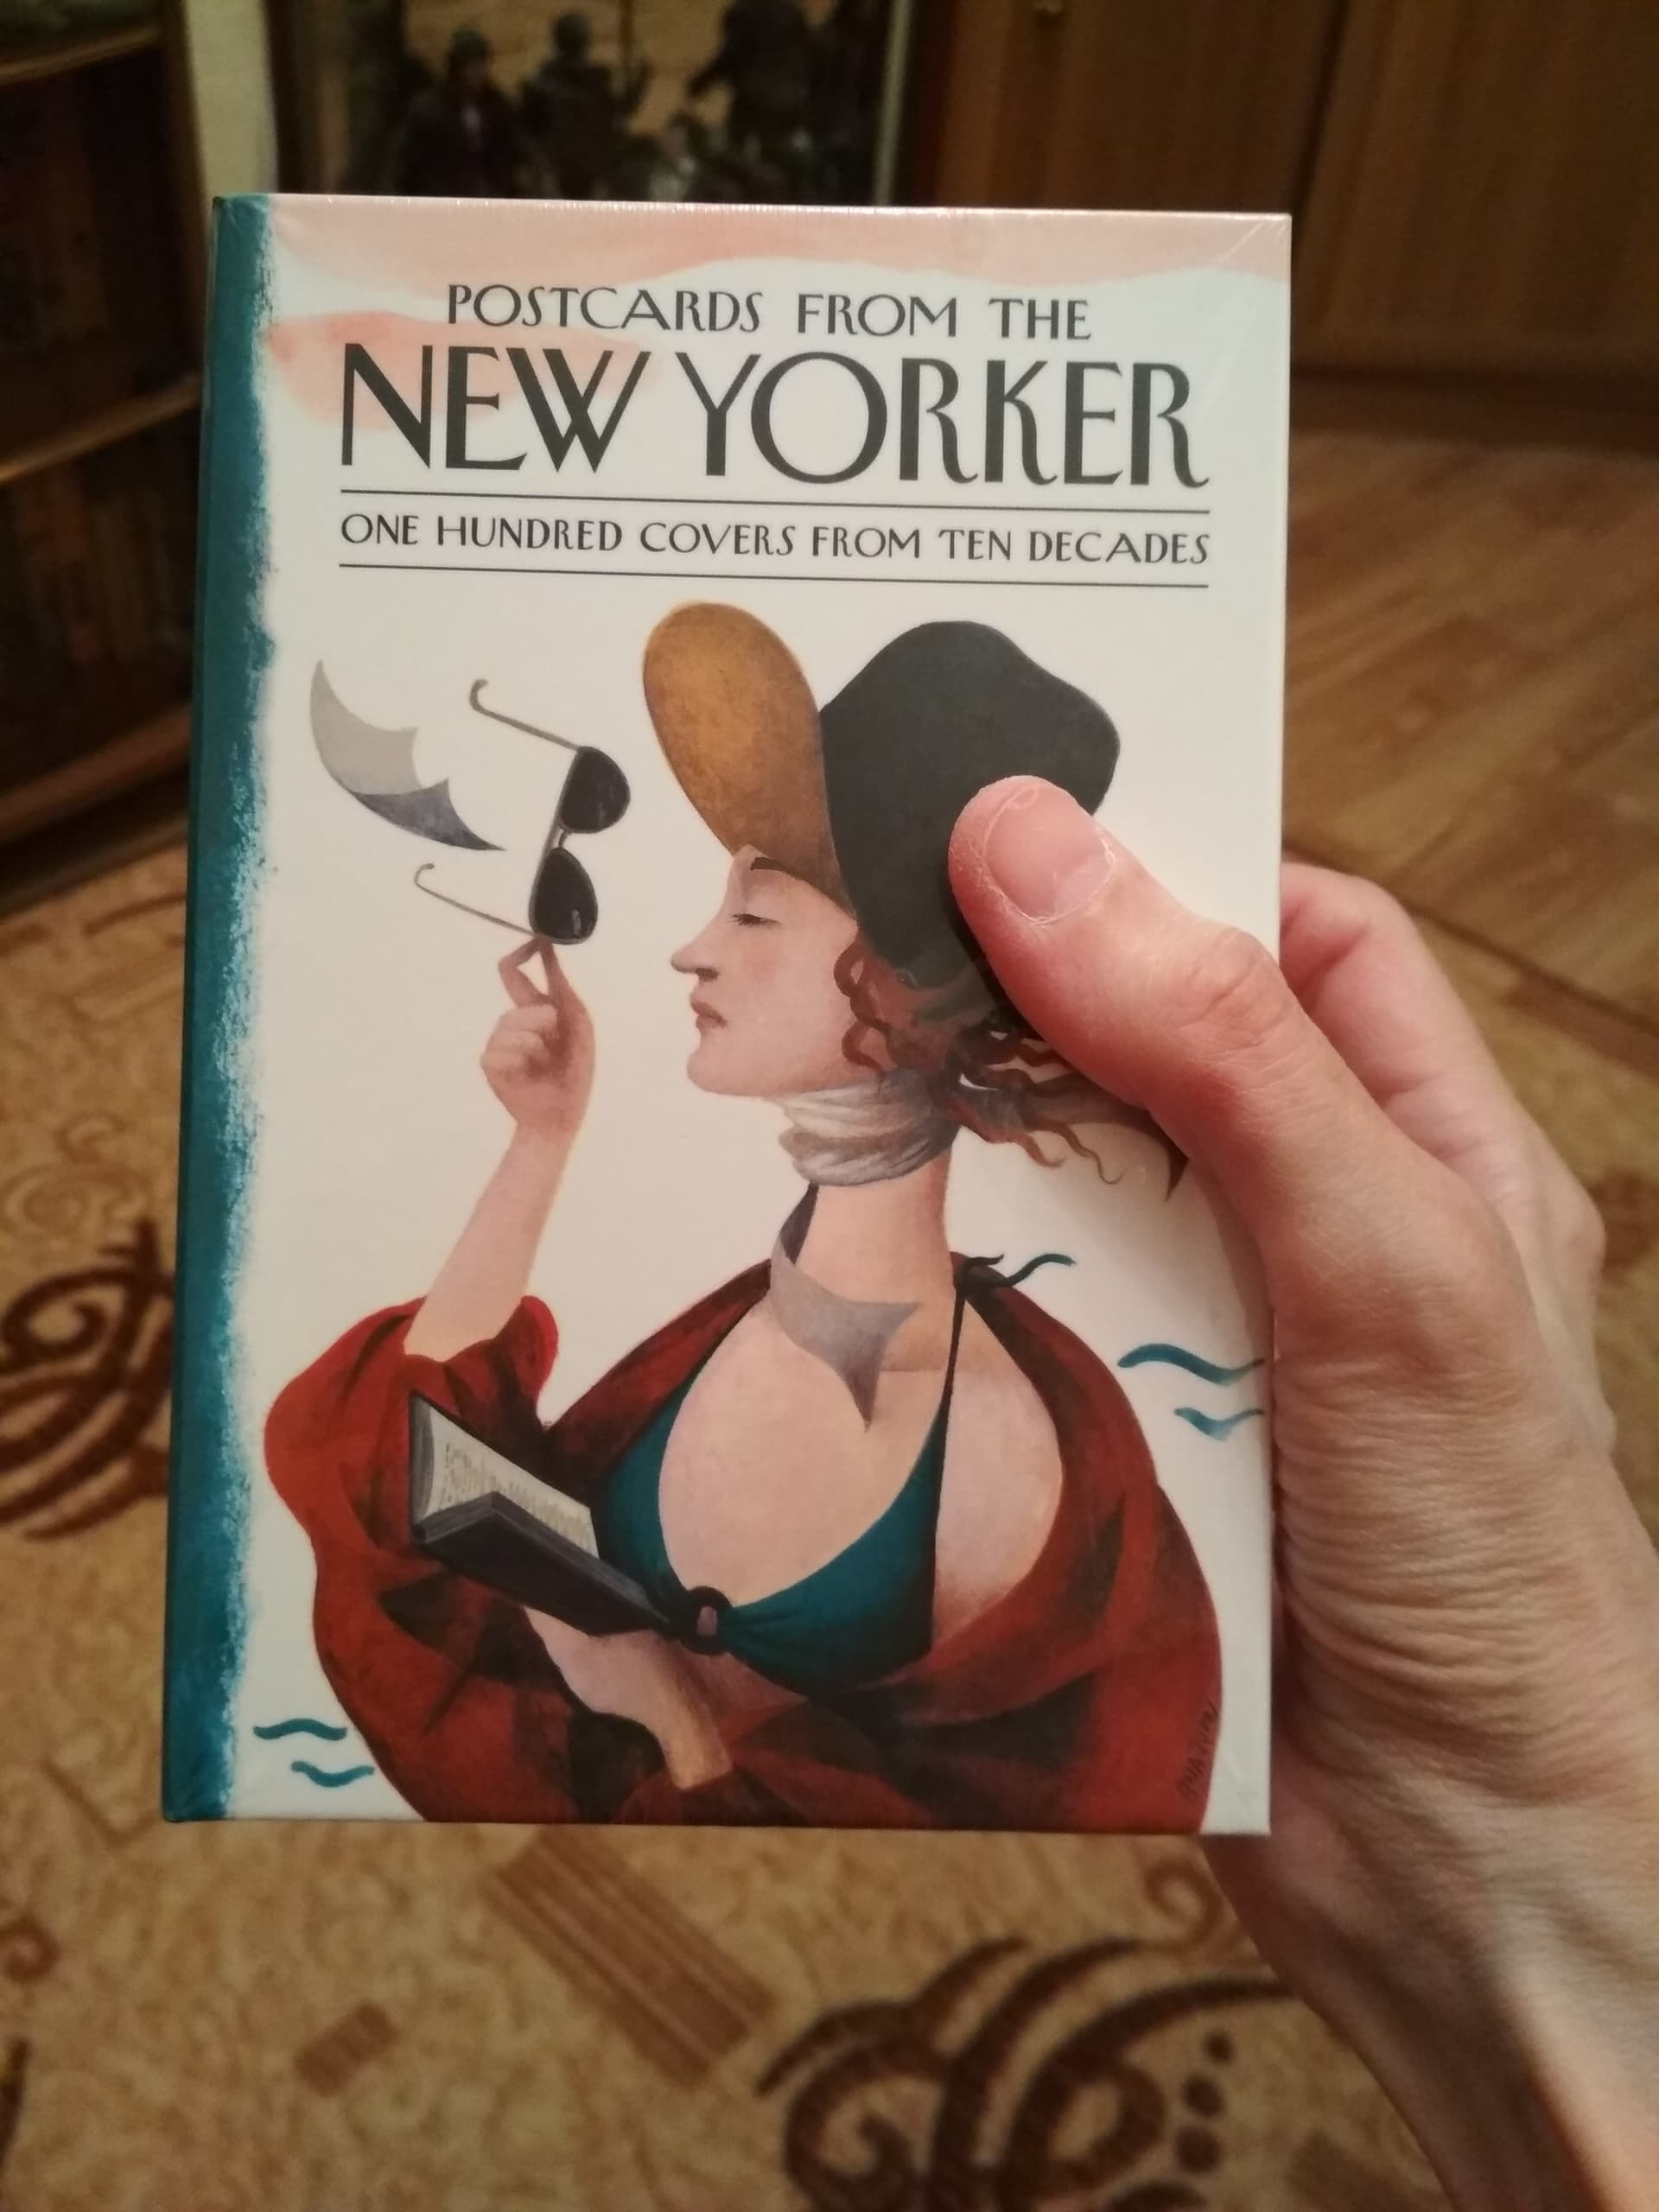 POSTCARDS FROM THE
NEW YORKER
ONE HUNDRED COVERS FROM TEN DECADES